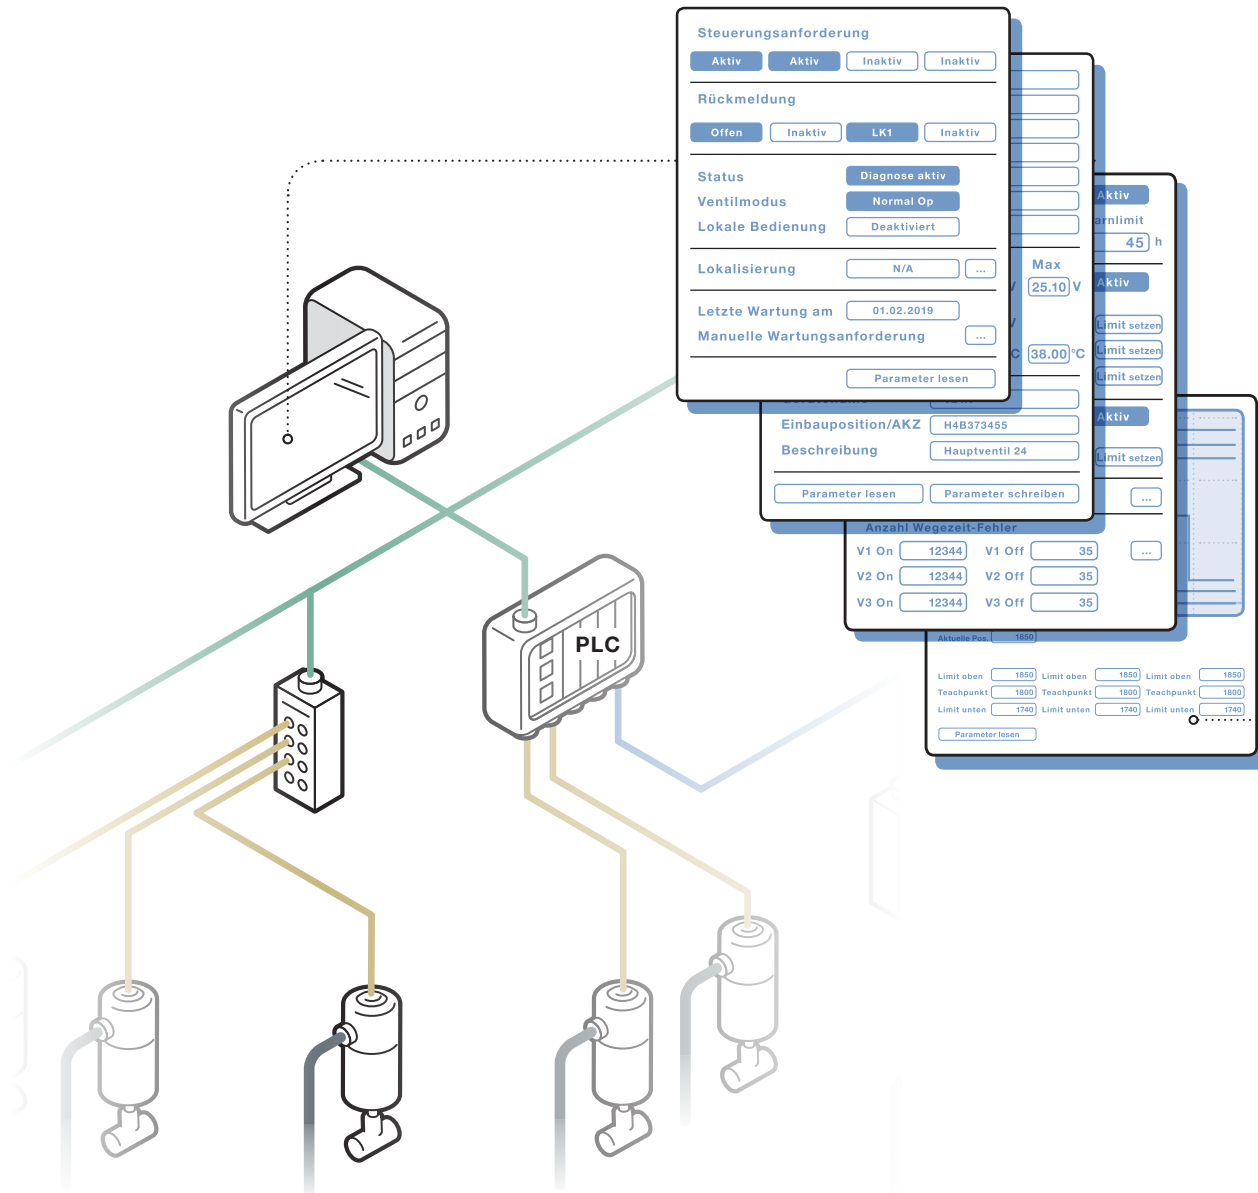 Steuerungsanforderung
Aktiv Aktiv Inaktiv Inaktiv
Rückmeldung
Offen Inaktiv LK1 Inaktiv
Status Diagnose aktiv
Ventilmodus Normal Op
Lokale Bedienung Deaktiviert
Lokalisierung N/A ...
Letzte Wartung am 01.02.2019
Manuelle Wartungsanforderung ...
Parameter lesen
Max
V 25.10 V
V
C 38.00 °C
Einbauposition/AKZ H4B373455
Beschreibung Hauptventil 24
Parameter lesen Parameter schreiben
Aktiv
45 h
Aktiv
Limit setzen
Limit setzen
Limit setzen
Aktiv
Limit setzen
...
Anzahl Wegezeit-Fehler
V1 On 12344 V1 Off 35 ...
V2 On 12344 V2 Off 35
V3 On 12344 V3 Off 35
Aktuelle Pos. 1850
Limit oben 1850 Limit oben 1850 Limit oben 1850
Teachpunkt 1800 Teachpunkt 1800 Teachpunkt 1800
Limit unten 1740 Limit unten 1740 Limit unten 1740
Parameter lesen
PLC